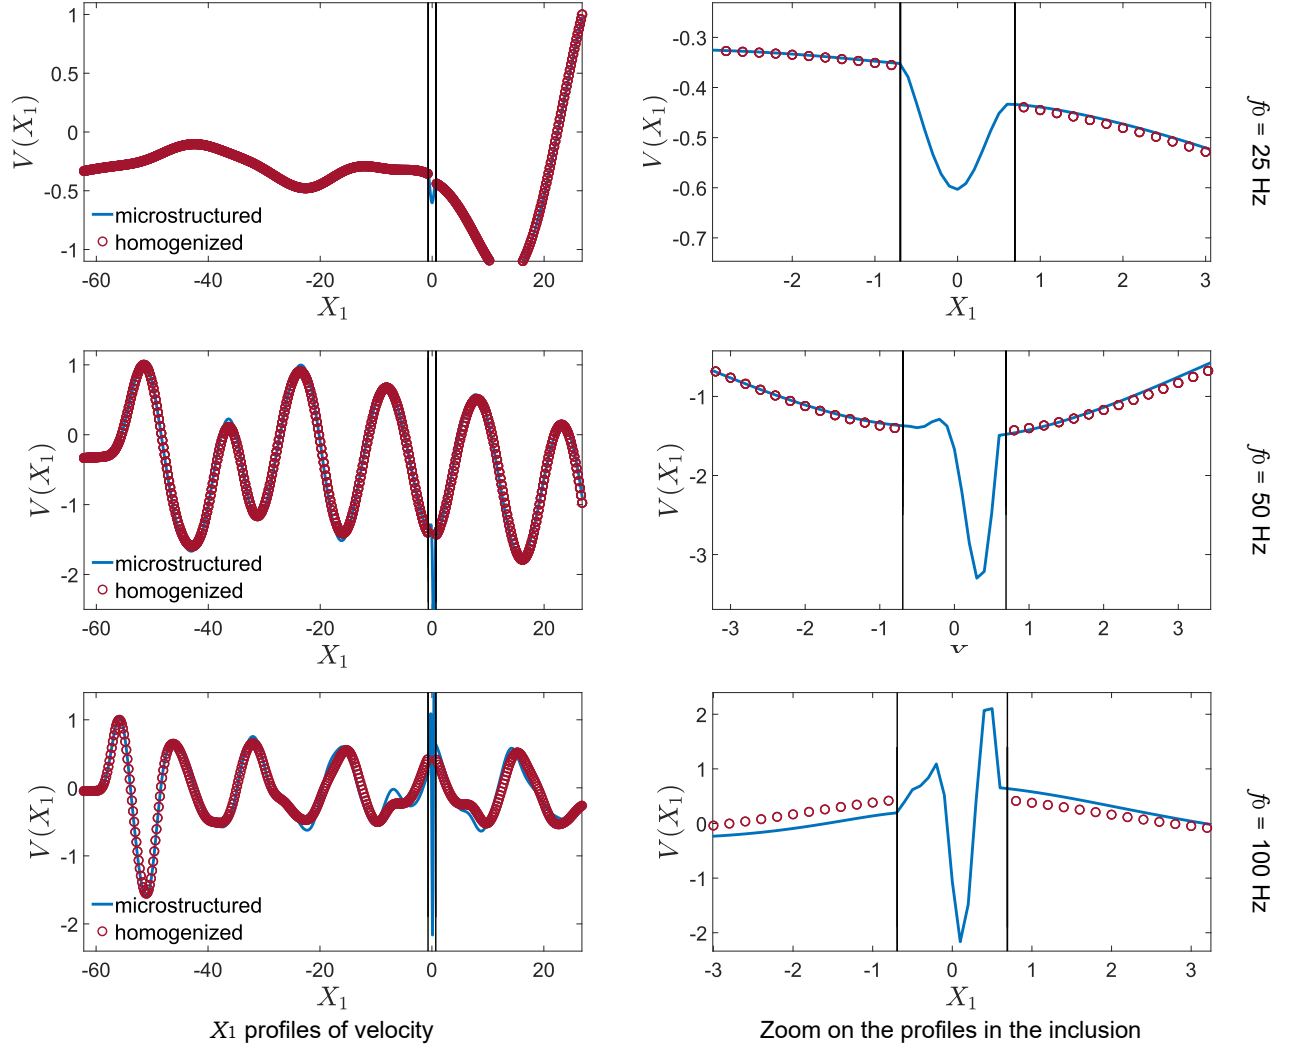 1
0.5
0
-0.5
-1
V(X1)
microstructured
homogenized
-60 -40 -20 0 20
X1
-0.3
-0.4
-0.5
-0.6
-0.7
V(X1)
-2 -1 0 1 2 3
X1
f0 = 25 Hz
1
0
-1
-2
V(X1)
microstructured
homogenized
-60 -40 -20 0 20
X1
-1
-2
-3
V(X1)
-3 -2 -1 0 1 2 3
f0 = 50 Hz
1
0
-1
-2
V(X1)
microstructured
homogenized
-60 -40 -20 0 20
X1
2
1
0
-1
-2
V(X1)
-3 -2 -1 0 1 2 3
X1
f0 = 100 Hz
X1 profiles of velocity
Zoom on the profiles in the inclusion